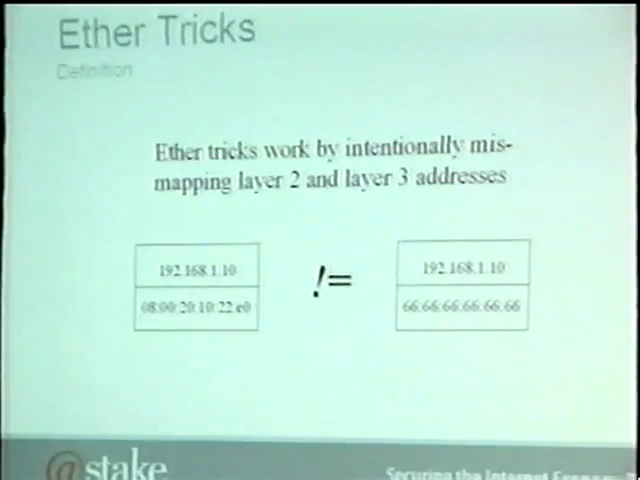 Ether Tricks
Definition
Ether tricks work by intentionally mis-
mapping layer 2 and layer 3 addresses
192.168.1.10
08:00:20:10:22:e0
!=
192.168.1.10
66:66:66:66:66:66
@stake
Securing the Internet